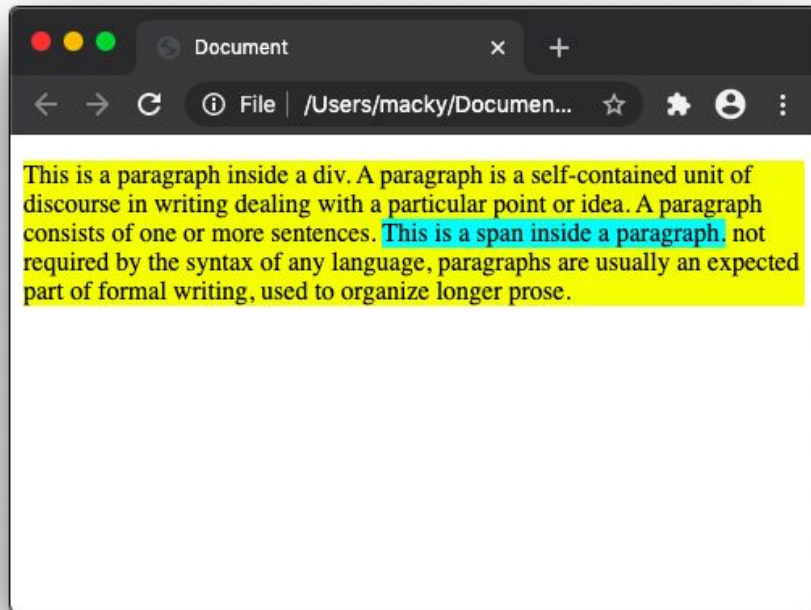 Document
File /Users/macky/Documen...
This is a paragraph inside a div. A paragraph is a self-contained unit of
discourse in writing dealing with a particular point or idea. A paragraph
consists of one or more sentences. This is a span inside a paragraph. not
required by the syntax of any language, paragraphs are usually an expected
part of formal writing, used to organize longer prose.